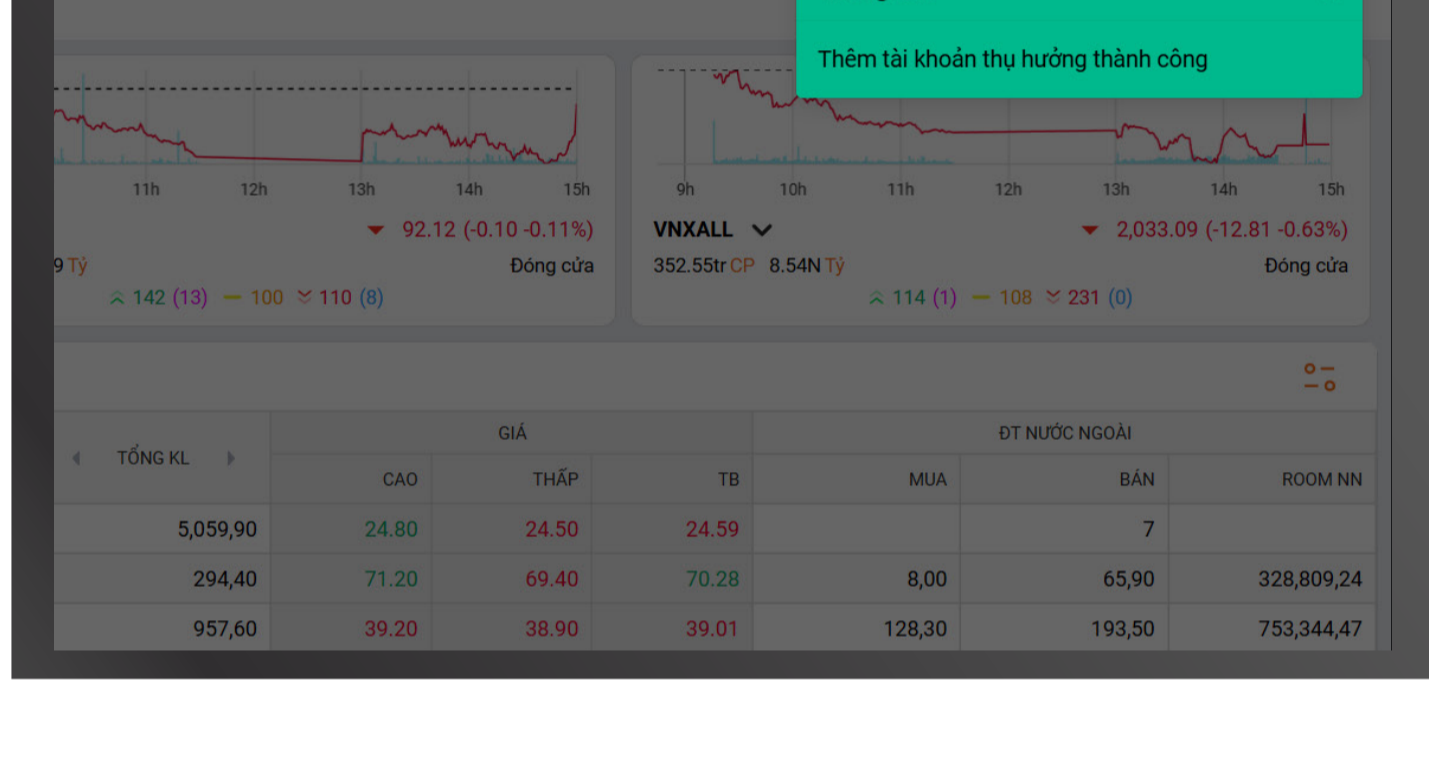 Thêm tài khoản thụ hưởng thành công
11h 12h 13h 14h 15h
9h 10h 11h 12h 13h 14h 15h
92.12 (-0.10 -0.11%)
VNXALL 2,033.09 (-12.81 -0.63%)
9 Tỷ Đóng cửa
352.55tr CP 8.54N Tỷ Đóng cửa
142 (13) 100 110 (8)
114 (1) 108 231 (0)
TỔNG KL GIÁ ĐT NƯỚC NGOÀI
CAO THẤP TB MUA BÁN ROOM NN
5,059,90 24.80 24.50 24.59 7
294,40 71.20 69.40 70.28 8,00 65,90 328,809,24
957,60 39.20 38.90 39.01 128,30 193,50 753,344,47